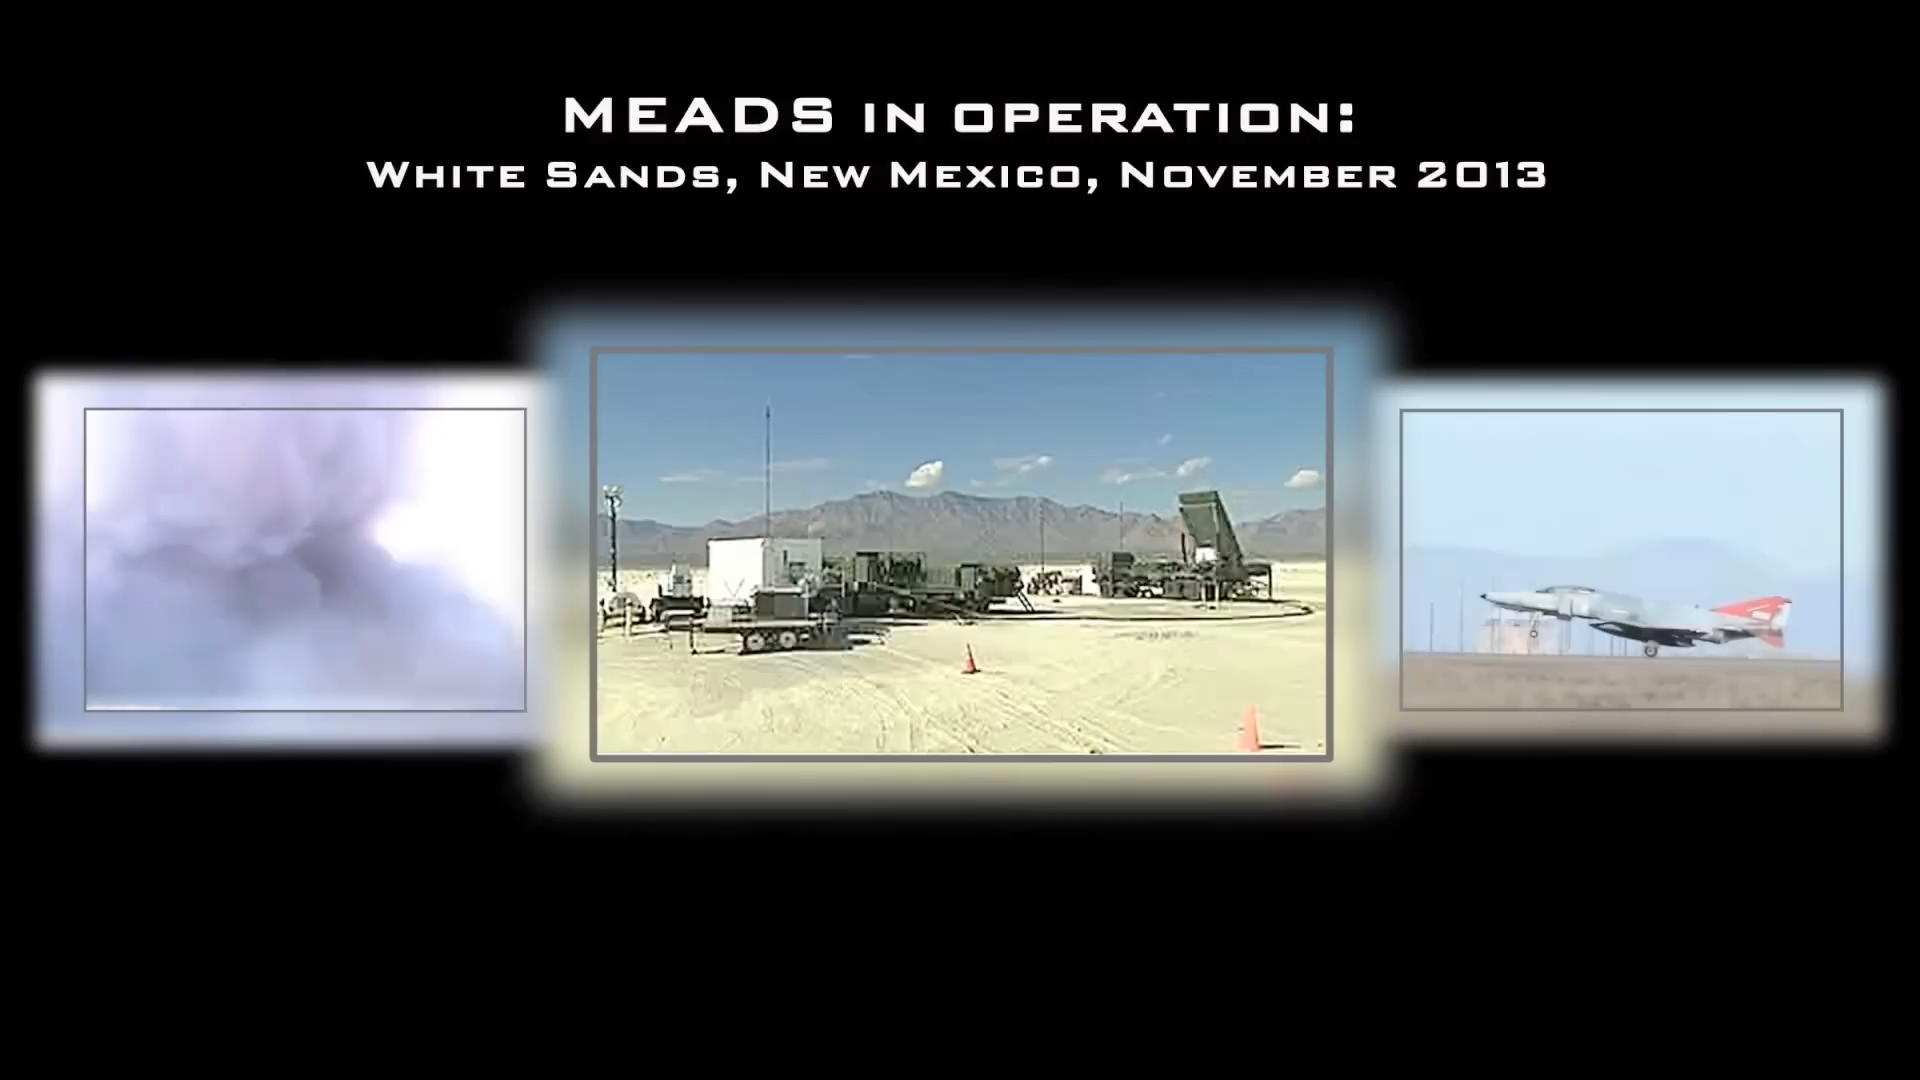 MEADS IN OPERATION:
WHITE SANDS, NEW MEXICO, NOVEMBER 2013